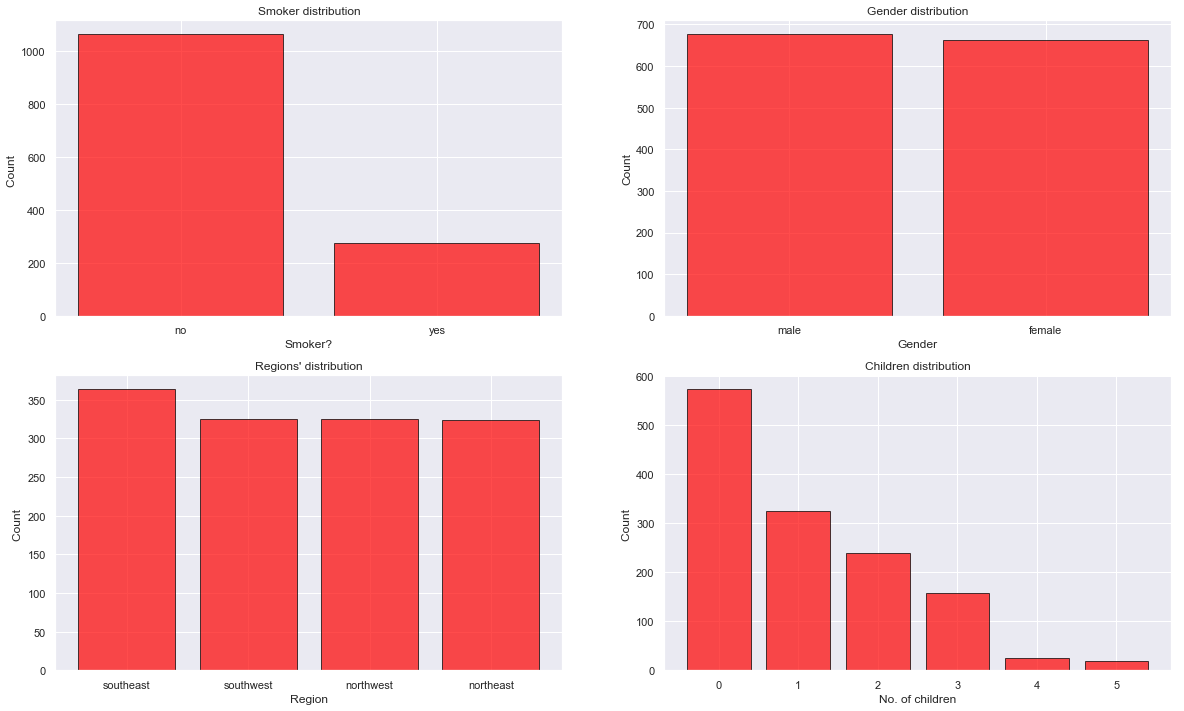 Smoker distribution
Count
1000
800
600
400
200
0
no yes
Smoker?
Gender distribution
Count
700
600
500
400
300
200
100
0
male female
Gender
Regions' distribution
Count
350
300
250
200
150
100
50
0
southeast southwest northwest northeast
Region
Children distribution
Count
600
500
400
300
200
100
0
0 1 2 3 4 5
No. of children